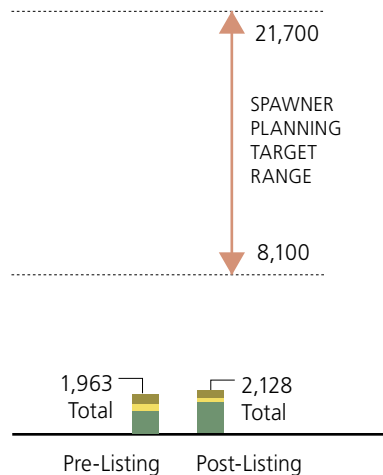 21,700
SPAWNER
PLANNING
TARGET
RANGE
8,100
1,963
Total
2,128
Total
Pre-Listing
Post-Listing